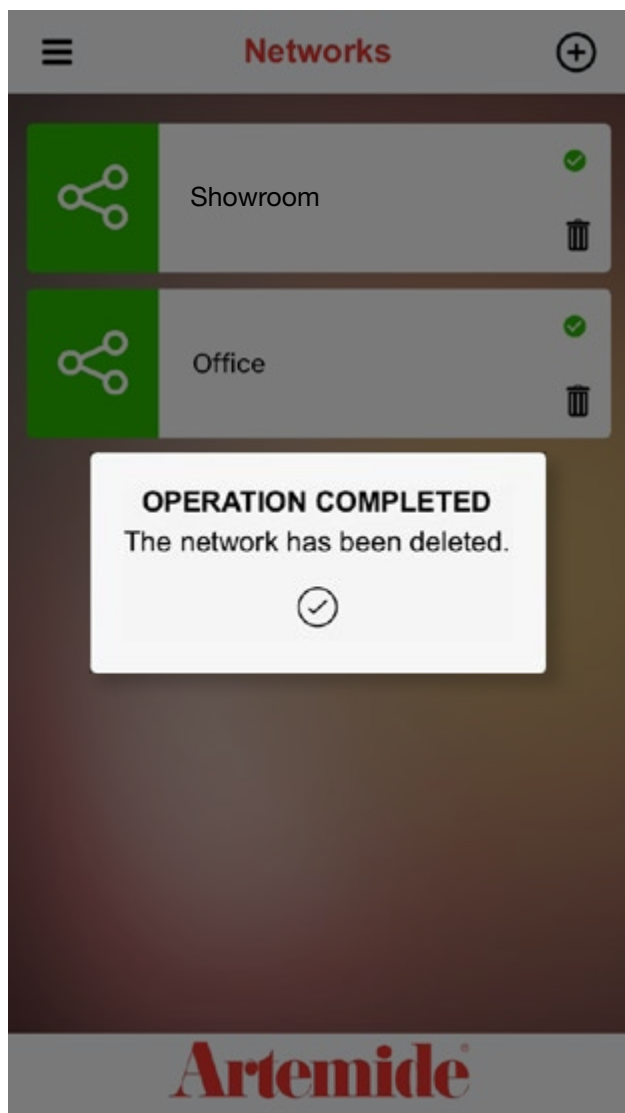 Networks
Showroom
Office
OPERATION COMPLETED
The network has been deleted.
Artemide®